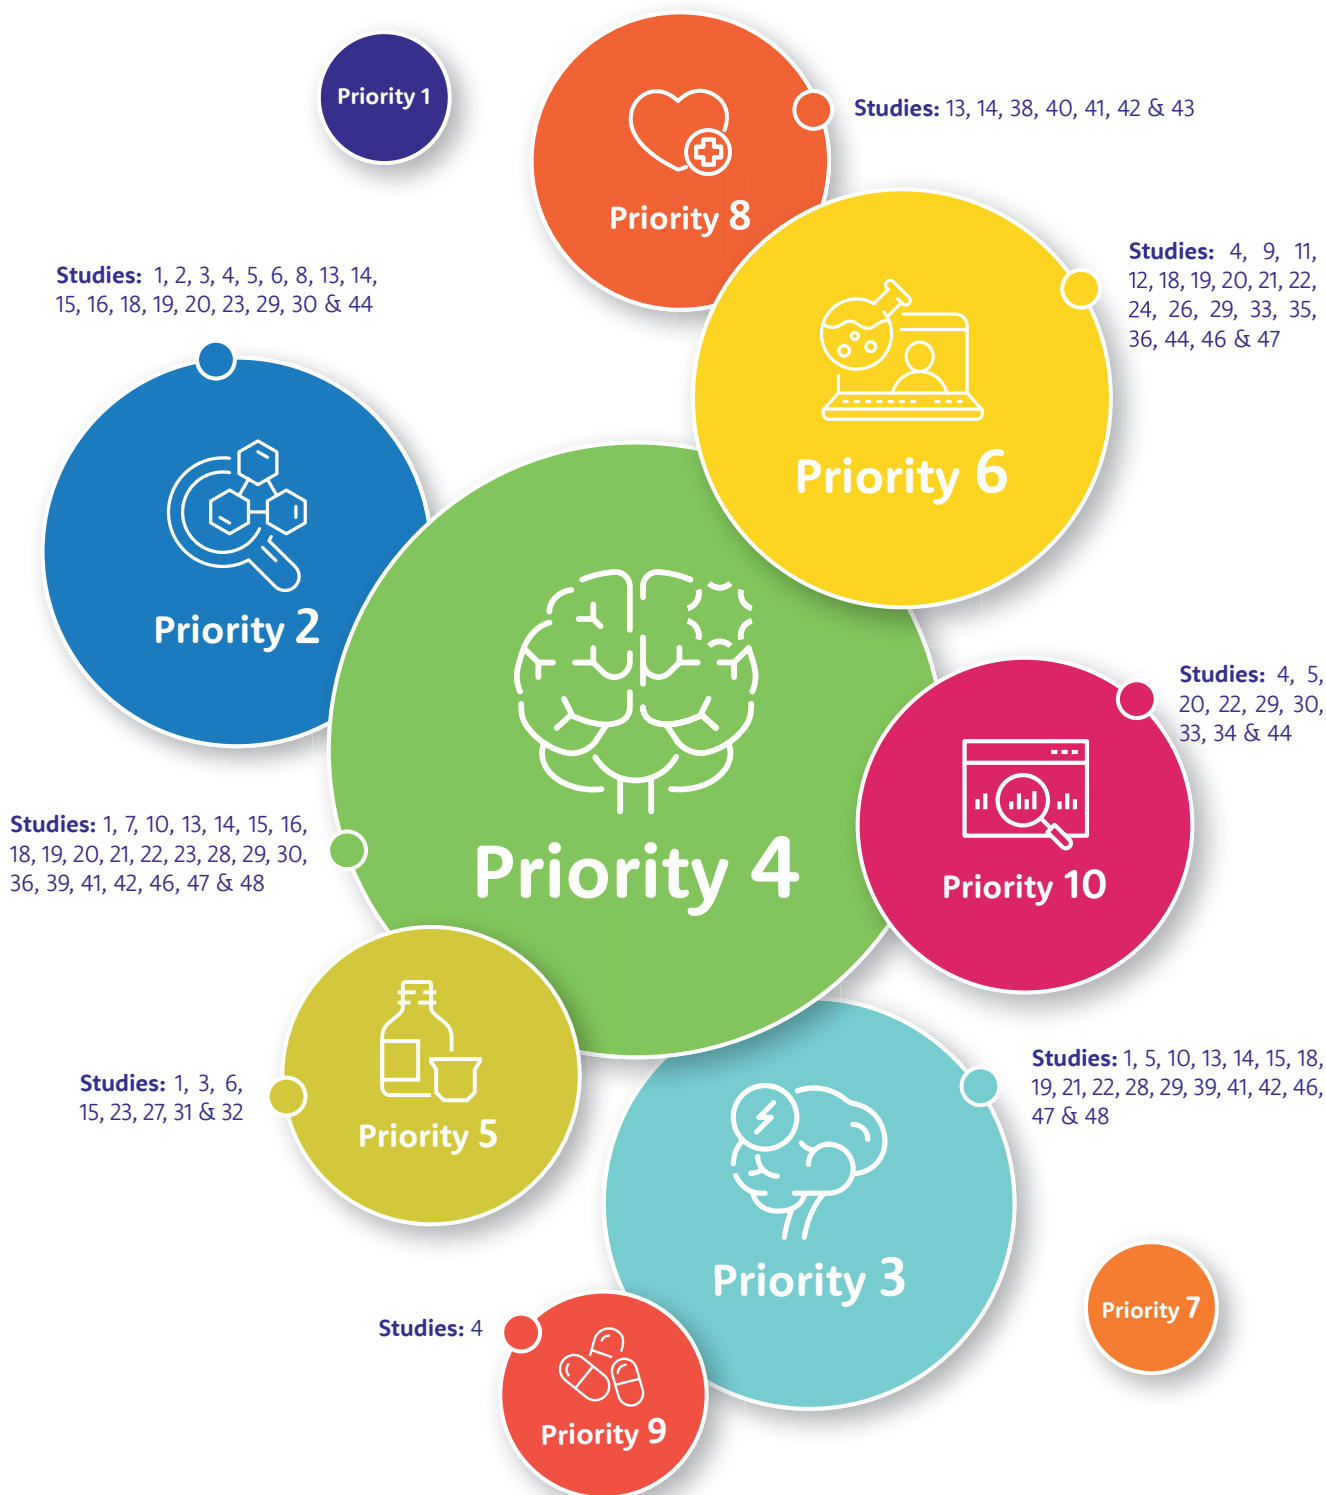 Priority 1
Priority 8
Studies: 13, 14, 38, 40, 41, 42 & 43
Studies: 4, 9, 11,
12, 18, 19, 20, 21, 22,
24, 26, 29, 33, 35,
36, 44, 46 & 47
Priority 6
Studies: 1, 2, 3, 4, 5, 6, 8, 13, 14,
15, 16, 18, 19, 20, 23, 29, 30 & 44
Priority 2
Studies: 4, 5,
20, 22, 29, 30,
33, 34 & 44
Priority 10
Studies: 1, 7, 10, 13, 14, 15, 16,
18, 19, 20, 21, 22, 23, 28, 29, 30,
36, 39, 41, 42, 46, 47 & 48
Priority 4
Studies: 1, 3, 6,
15, 23, 27, 31 & 32
Priority 5
Studies: 1, 5, 10, 13, 14, 15, 18,
19, 21, 22, 28, 29, 39, 41, 42, 46,
47 & 48
Priority 3
Priority 7
Studies: 4
Priority 9